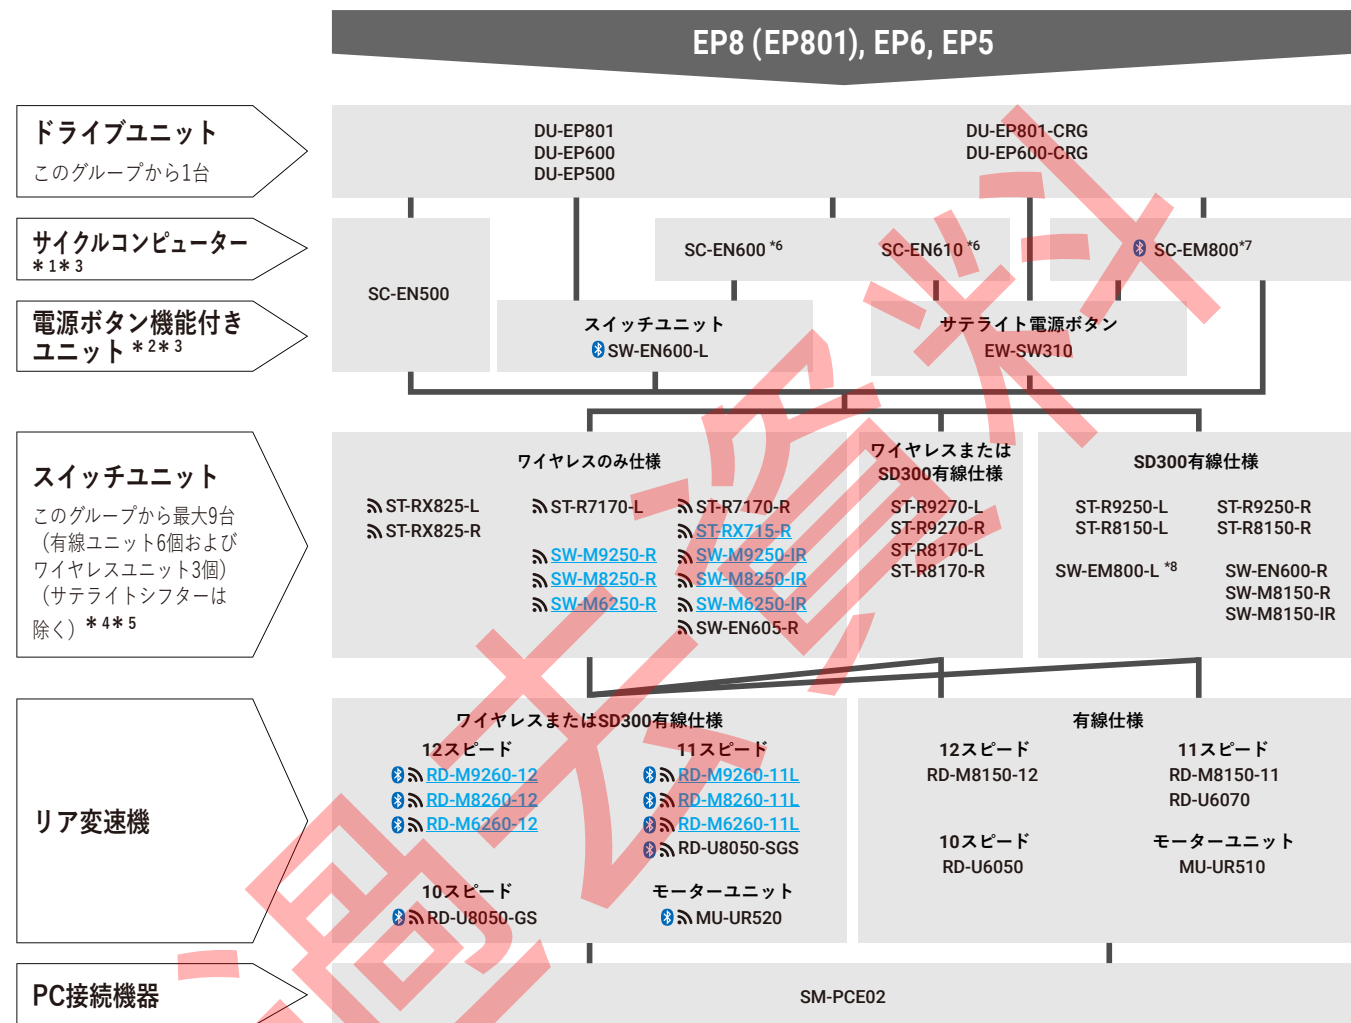 EP8 (EP801), EP6, EP5
ドライブユニット
このグループから1台
DU-EP801
DU-EP600
DU-EP500
DU-EP801-CRG
DU-EP600-CRG
サイクルコンピューター
＊1＊3
SC-EN500
SC-EN600 *6
SC-EN610 *6
SC-EM800*7
電源ボタン機能付き
ユニット ＊2＊3
スイッチユニット
SW-EN600-L
サテライト電源ボタン
EW-SW310
スイッチユニット
このグループから最大9台
（有線ユニット6個および
ワイヤレスユニット3個）
（サテライトシフターは
除く）＊4＊5
ワイヤレスのみ仕様
ST-RX825-L
ST-RX825-R
ST-R7170-L
SW-M9250-R
SW-M8250-R
SW-M6250-R
ST-R7170-R
ST-RX715-R
SW-M9250-IR
SW-M8250-IR
SW-M6250-IR
SW-EN605-R
ワイヤレスまたは
SD300有線仕様
ST-R9270-L
ST-R9270-R
ST-R8170-L
ST-R8170-R
SD300有線仕様
ST-R9250-L
ST-R8150-L
SW-EM800-L *8
ST-R9250-R
ST-R8150-R
SW-EN600-R
SW-M8150-R
SW-M8150-IR
リア変速機
ワイヤレスまたはSD300有線仕様
12スピード
RD-M9260-12
RD-M8260-12
RD-M6260-12
11スピード
RD-M9260-11L
RD-M8260-11L
RD-M6260-11L
RD-U8050-SGS
10スピード
RD-U8050-GS
モーターユニット
MU-UR520
有線仕様
12スピード
RD-M8150-12
11スピード
RD-M8150-11
RD-U6070
10スピード
RD-U6050
モーターユニット
MU-UR510
PC接続機器
SM-PCE02
過去資料